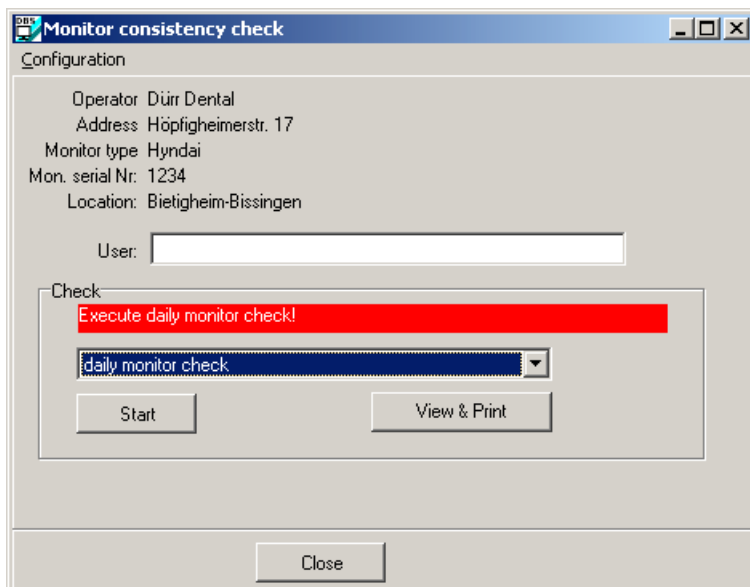 DBS Monitor consistency check
Configuration
Operator Dürr Dental
Address Höpfigheimerstr. 17
Monitor type Hyndai
Mon. serial Nr: 1234
Location: Bietigheim-Bissingen
User:
Check
Execute daily monitor check!
daily monitor check
Start View & Print
Close